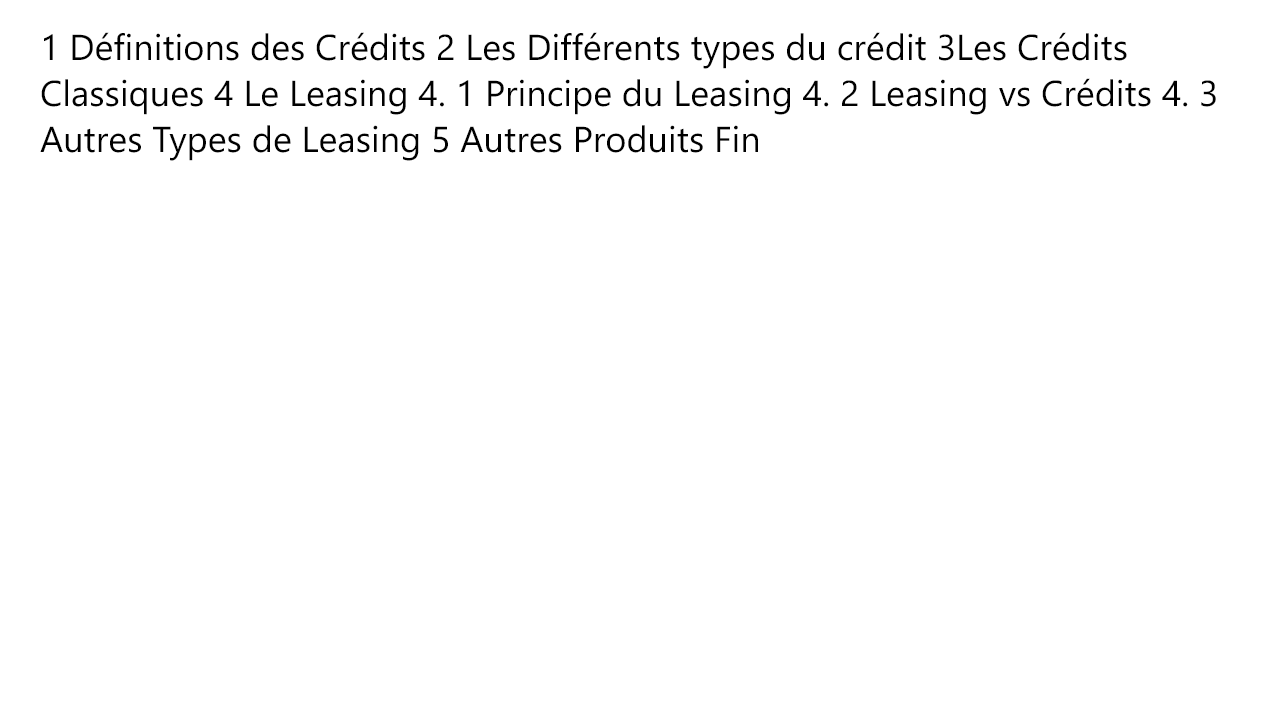 1 Définitions des Crédits 2 Les Différents types du crédit 3Les Crédits
Classiques 4 Le Leasing 4. 1 Principe du Leasing 4. 2 Leasing vs Crédits 4. 3
Autres Types de Leasing 5 Autres Produits Fin